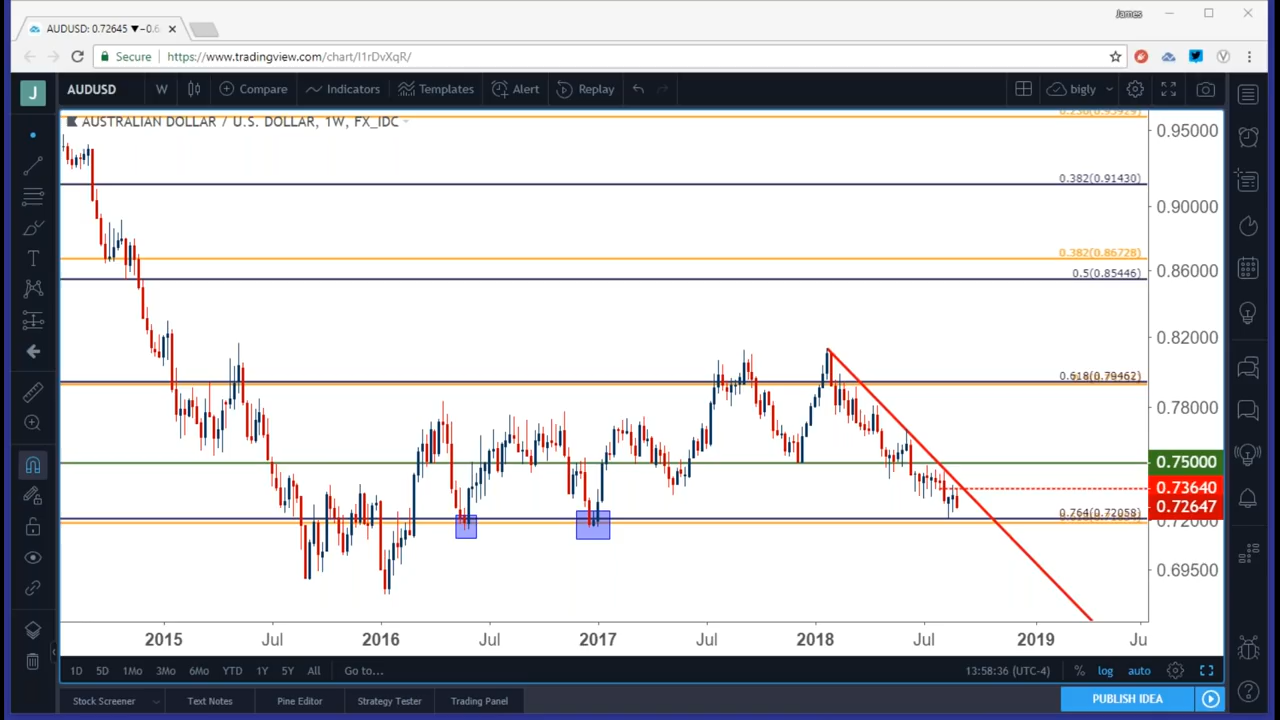 James
AUDUSD: 0.72645 ▼−0.6
Secure https://www.tradingview.com/chart/I1rDvXqR/
J AUDUSD W Compare Indicators Templates Alert Replay bigly
AUSTRALIAN DOLLAR / U.S. DOLLAR, 1W, FX_IDC
0.95000
0.382(0.91430)
0.90000
0.382(0.86728)
0.86000
0.5(0.85446)
0.82000
0.618(0.79462)
0.78000
0.75000
0.73640
0.72647
0.764(0.72058)
0.72000
0.69500
2015 Jul 2016 Jul 2017 Jul 2018 Jul 2019 Ju
1D 5D 1Mo 3Mo 6Mo YTD 1Y 5Y All Go to... 13:58:36 (UTC-4) % log auto
Stock Screener Text Notes Pine Editor Strategy Tester Trading Panel PUBLISH IDEA